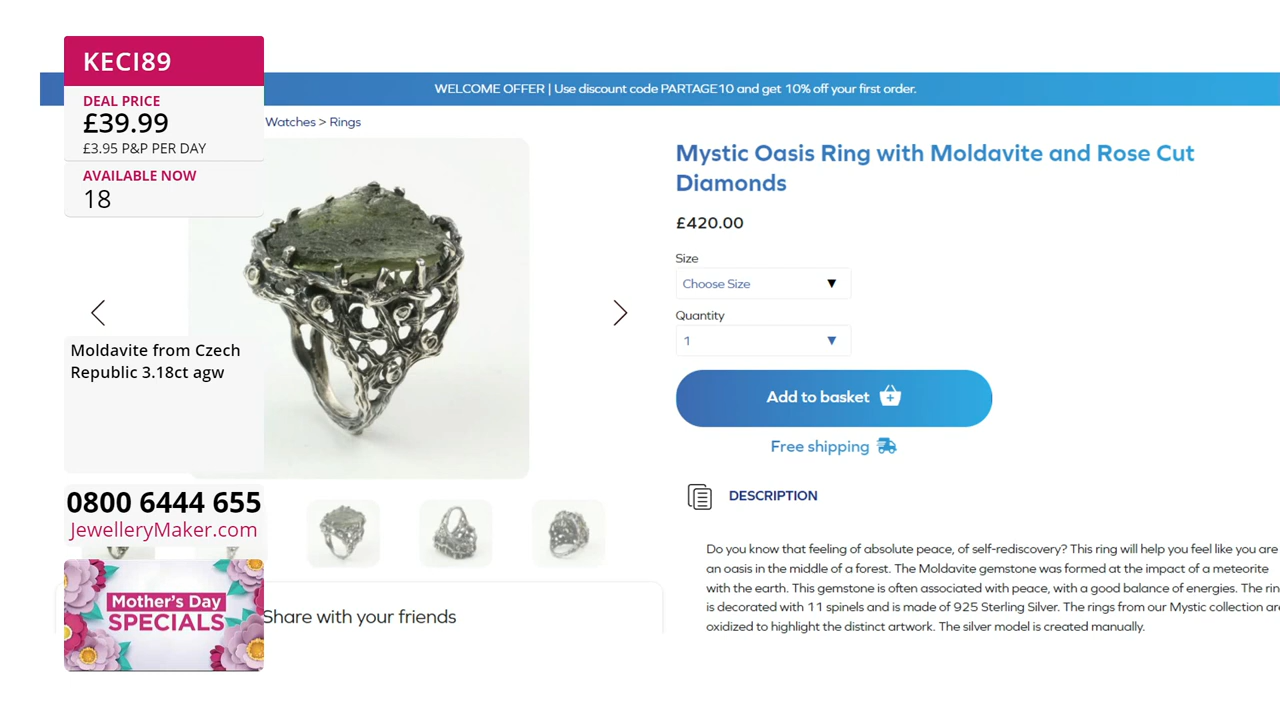 KECI89
DEAL PRICE
£39.99
£3.95 P&P PER DAY
AVAILABLE NOW
18
Moldavite from Czech
Republic 3.18ct agw
0800 6444 655
JewelleryMaker.com
Mother's Day
SPECIALS
WELCOME OFFER | Use discount code PARTAGE10 and get 10% off your first order.
Watches > Rings
Mystic Oasis Ring with Moldavite and Rose Cut
Diamonds
£420.00
Size
Choose Size
Quantity
1
Add to basket
Free shipping
DESCRIPTION
Do you know that feeling of absolute peace, of self-rediscovery? This ring will help you feel like you are
an oasis in the middle of a forest. The Moldavite gemstone was formed at the impact of a meteorite
with the earth. This gemstone is often associated with peace, with a good balance of energies. The rin
is decorated with 11 spinels and is made of 925 Sterling Silver. The rings from our Mystic collection are
oxidized to highlight the distinct artwork. The silver model is created manually.
Share with your friends